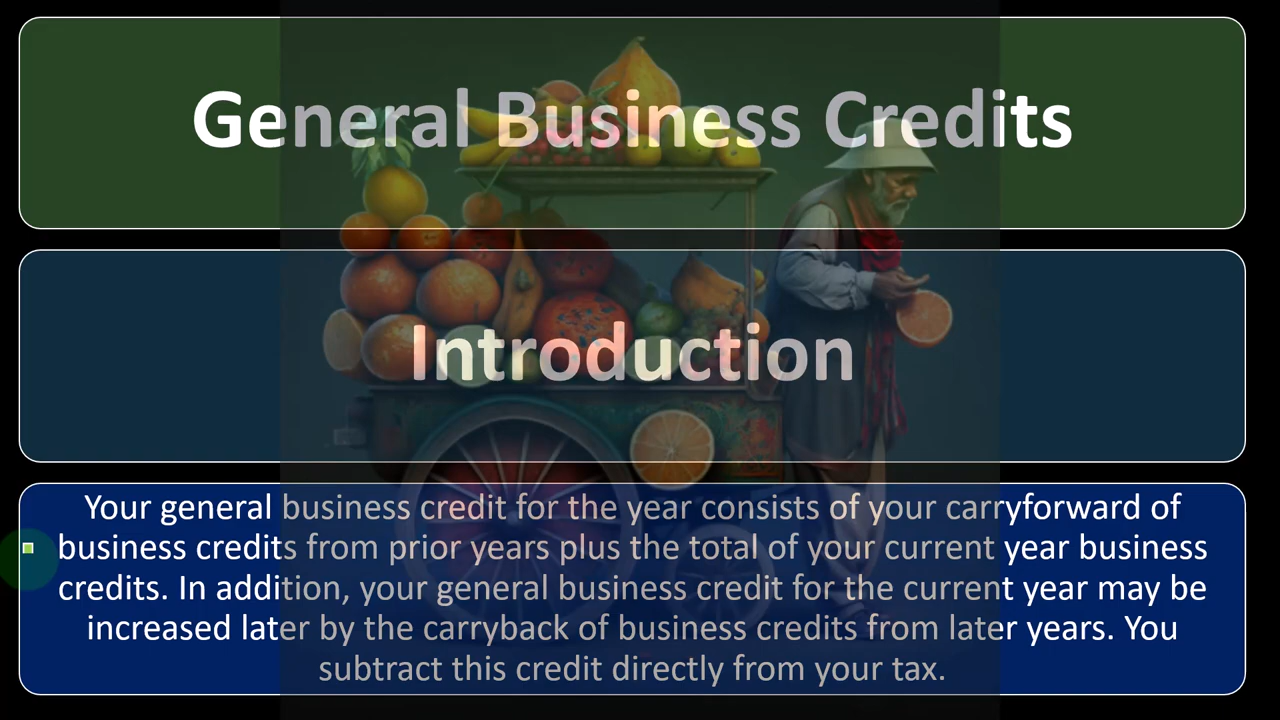 General Business Credits
Introduction
Your general business credit for the year consists of your carryforward of
business credits from prior years plus the total of your current year business
credits. In addition, your general business credit for the current year may be
increased later by the carryback of business credits from later years. You
subtract this credit directly from your tax.